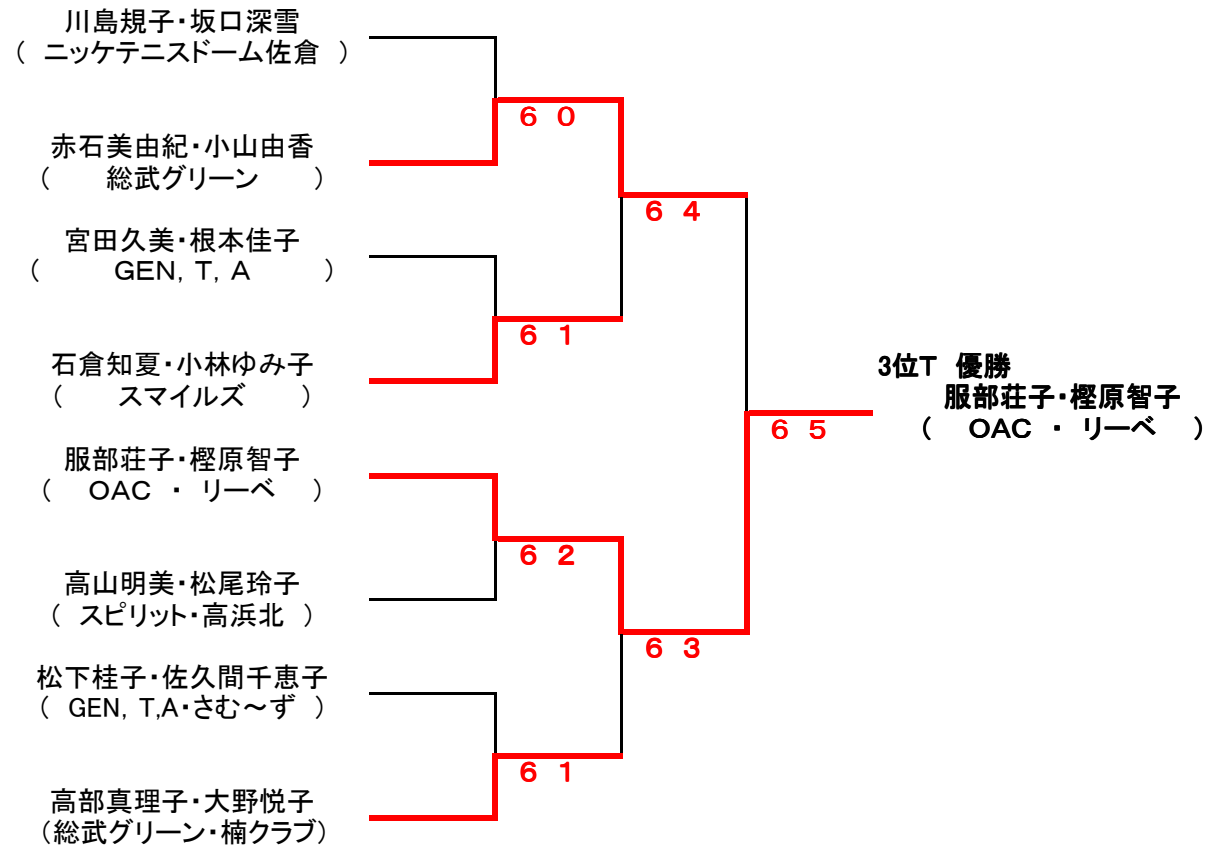 川島規子・坂口深雪
（ ニッケテニスドーム佐倉 ）
６ ０
赤石美由紀・小山由香
（ 総武グリーン ）
６ ４
宮田久美・根本佳子
（ GEN, T, A ）
６ １
石倉知夏・小林ゆみ子
（ スマイルズ ）
3位T 優勝
服部荘子・樫原智子
（ OAC ・ リーベ ）
６ ５
服部荘子・樫原智子
（ OAC ・ リーベ ）
６ ２
高山明美・松尾玲子
（ スピリット・高浜北 ）
６ ３
松下桂子・佐久間千恵子
（ GEN, T,A・さむ～ず ）
６ １
高部真理子・大野悦子
（総武グリーン・楠クラブ）